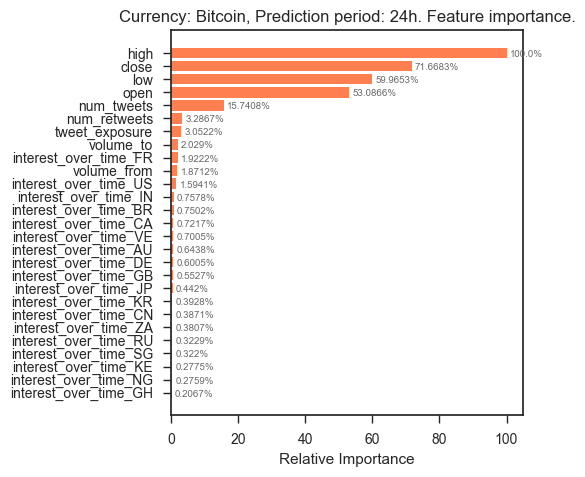 Currency: Bitcoin, Prediction period: 24h. Feature importance.
high 100.0%
close 71.6683%
low 59.9653%
open 53.0866%
num_tweets 15.7408%
num_retweets 3.2867%
tweet_exposure 3.0522%
volume_to 2.029%
interest_over_time_FR 1.9222%
volume_from 1.8712%
interest_over_time_US 1.5941%
interest_over_time_IN 0.7578%
interest_over_time_BR 0.7502%
interest_over_time_CA 0.7217%
interest_over_time_VE 0.7005%
interest_over_time_AU 0.6438%
interest_over_time_DE 0.6005%
interest_over_time_GB 0.5527%
interest_over_time_JP 0.442%
interest_over_time_KR 0.3928%
interest_over_time_CN 0.3871%
interest_over_time_ZA 0.3807%
interest_over_time_RU 0.3229%
interest_over_time_SG 0.322%
interest_over_time_KE 0.2775%
interest_over_time_NG 0.2759%
interest_over_time_GH 0.2067%
0 20 40 60 80 100
Relative Importance